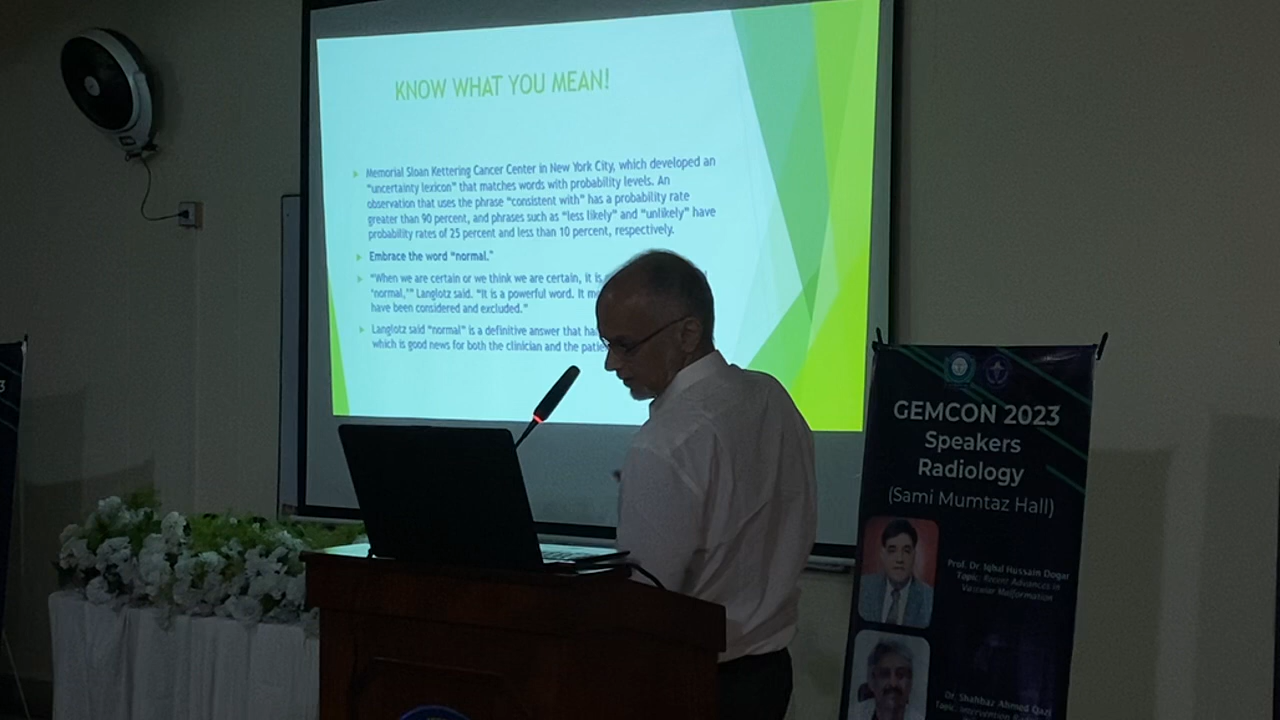 KNOW WHAT YOU MEAN!
Memorial Sloan Kettering Cancer Center in New York City, which developed an
"uncertainty lexicon" that matches words with probability levels. An
observation that uses the phrase "consistent with" has a probability rate
greater than 90 percent, and phrases such as "less likely" and "unlikely" have
probability rates of 25 percent and less than 10 percent, respectively.
Embrace the word "normal."
"When we are certain or we think we are certain, it is
'normal,'" Langlotz said. "It is a powerful word. It
have been considered and excluded."
Langlotz said "normal" is a definitive answer that
which is good news for both the clinician and the
GEMCON 2023
Speakers
Radiology
(Sami Mumtaz Hall)
Prof. Dr. Iqbal Hussain Dogar
Topic: Recent Advances in
Vascular Malformation
Dr. Shahbaz Ahmed Qazi
Topic:
3